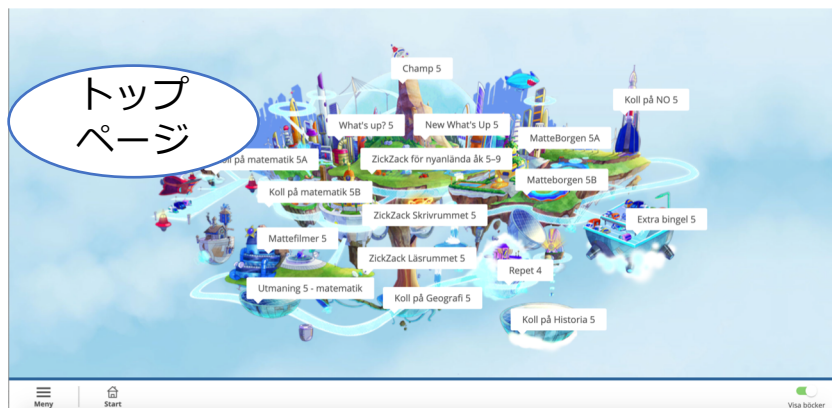 トップ
ページ
Champ 5
Koll på NO 5
What's up? 5
New What's Up 5
MatteBorgen 5A
oll på matematik 5A
ZickZack för nyanlända åk 5–9
Matteborgen 5B
Koll på matematik 5B
ZickZack Skrivrummet 5
Extra bingel 5
Mattefilmer 5
ZickZack Läsrummet 5
Repet 4
Utmaning 5 - matematik
Koll på Geografi 5
Koll på Historia 5
Meny
Start
Visa böcker